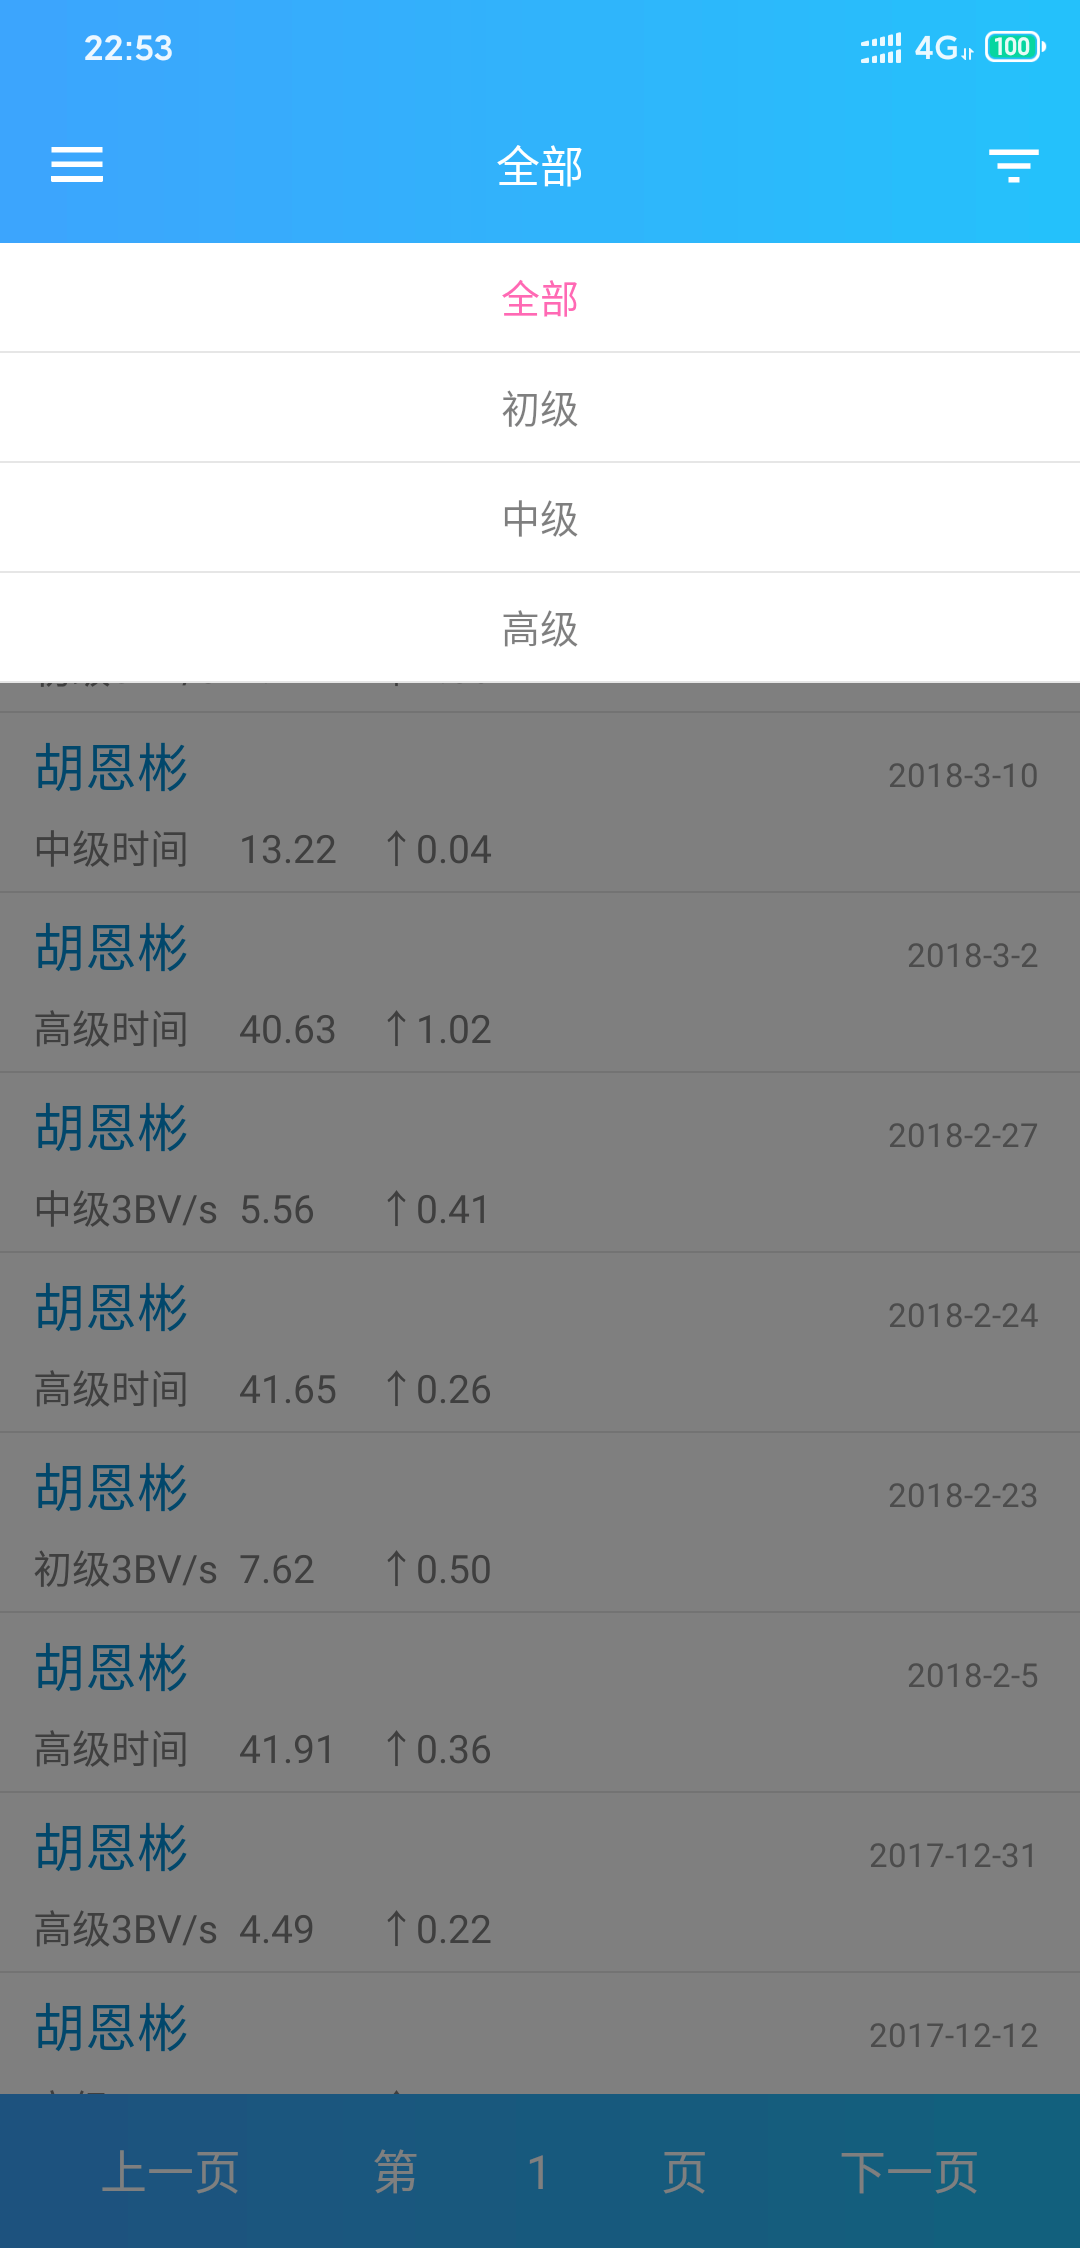 22:53 4G 100
全部
全部
初级
中级
高级
胡恩彬 2018-3-10
中级时间 13.22 ↑0.04
胡恩彬 2018-3-2
高级时间 40.63 ↑1.02
胡恩彬 2018-2-27
中级3BV/s 5.56 ↑0.41
胡恩彬 2018-2-24
高级时间 41.65 ↑0.26
胡恩彬 2018-2-23
初级3BV/s 7.62 ↑0.50
胡恩彬 2018-2-5
高级时间 41.91 ↑0.36
胡恩彬 2017-12-31
高级3BV/s 4.49 ↑0.22
胡恩彬 2017-12-12
上一页 第 1 页 下一页